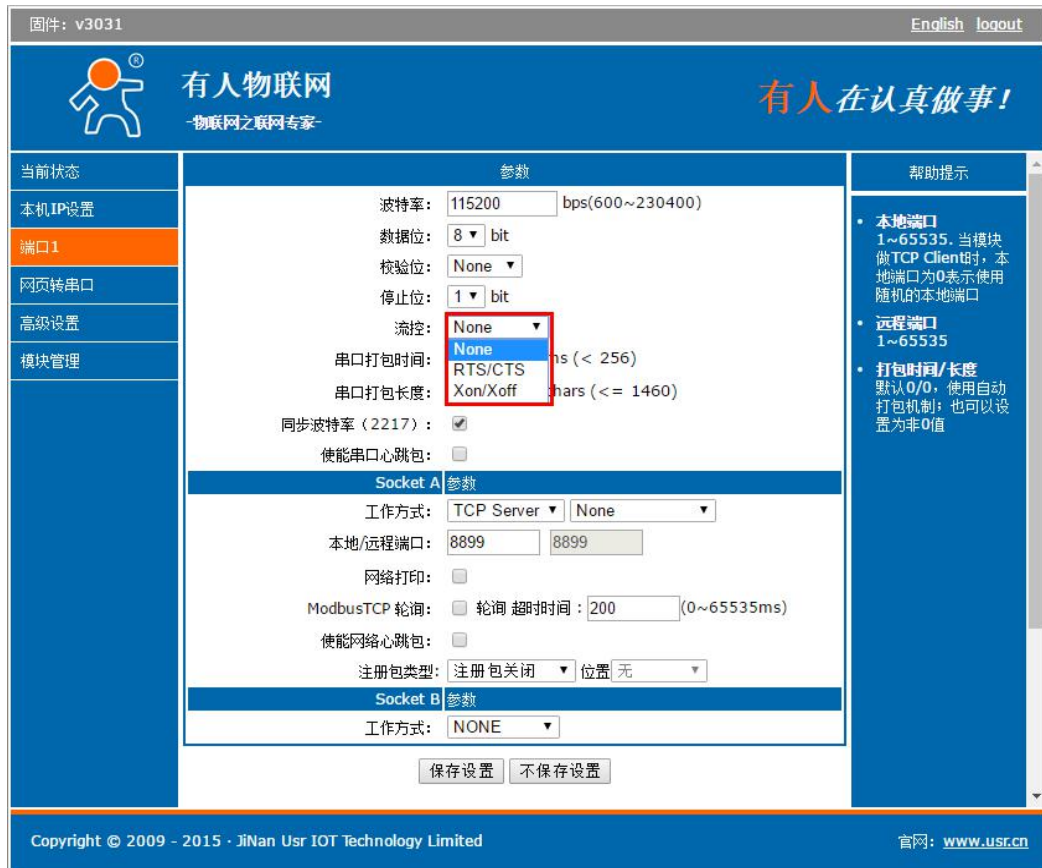 固件: v3031
English logout
®
有人物联网
-物联网之联网专家-
有人在认真做事!
当前状态
本机IP设置
端口1
网页转串口
高级设置
模块管理
参数
波特率: 115200 bps(600~230400)
数据位: 8 ▼ bit
校验位: None ▼
停止位: 1 ▼ bit
流控: None ▼
None
RTS/CTS
Xon/Xoff
串口打包时间: ms (< 256)
串口打包长度: chars (<= 1460)
同步波特率（2217）:
使能串口心跳包:
Socket A 参数
工作方式: TCP Server ▼ None ▼
本地/远程端口: 8899 8899
网络打印:
ModbusTCP 轮询: 轮询 超时时间: 200 (0~65535ms)
使能网络心跳包:
注册包类型: 注册包关闭 ▼ 位置 无 ▼
Socket B 参数
工作方式: NONE ▼
保存设置 不保存设置
帮助提示
• 本地端口
1~65535. 当模块
做TCP Client时，本
地端口为0表示使用
随机的本地端口
• 远程端口
1~65535
• 打包时间/长度
默认0/0，使用自动
打包机制；也可以设
置为非0值
Copyright © 2009 - 2015 · JiNan Usr IOT Technology Limited
官网: www.usr.cn